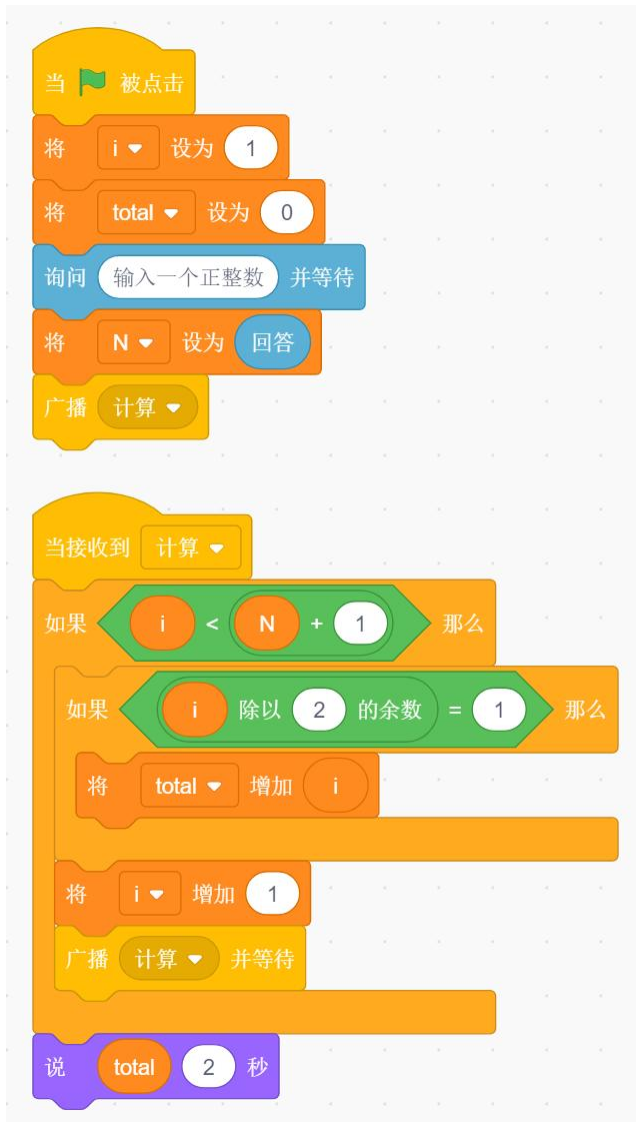 当 被点击
将 i 设为 1
将 total 设为 0
询问 输入一个正整数 并等待
将 N 设为 回答
广播 计算
当接收到 计算
如果 i < N + 1 那么
如果 i 除以 2 的余数 = 1 那么
将 total 增加 i
将 i 增加 1
广播 计算 并等待
说 total 2 秒